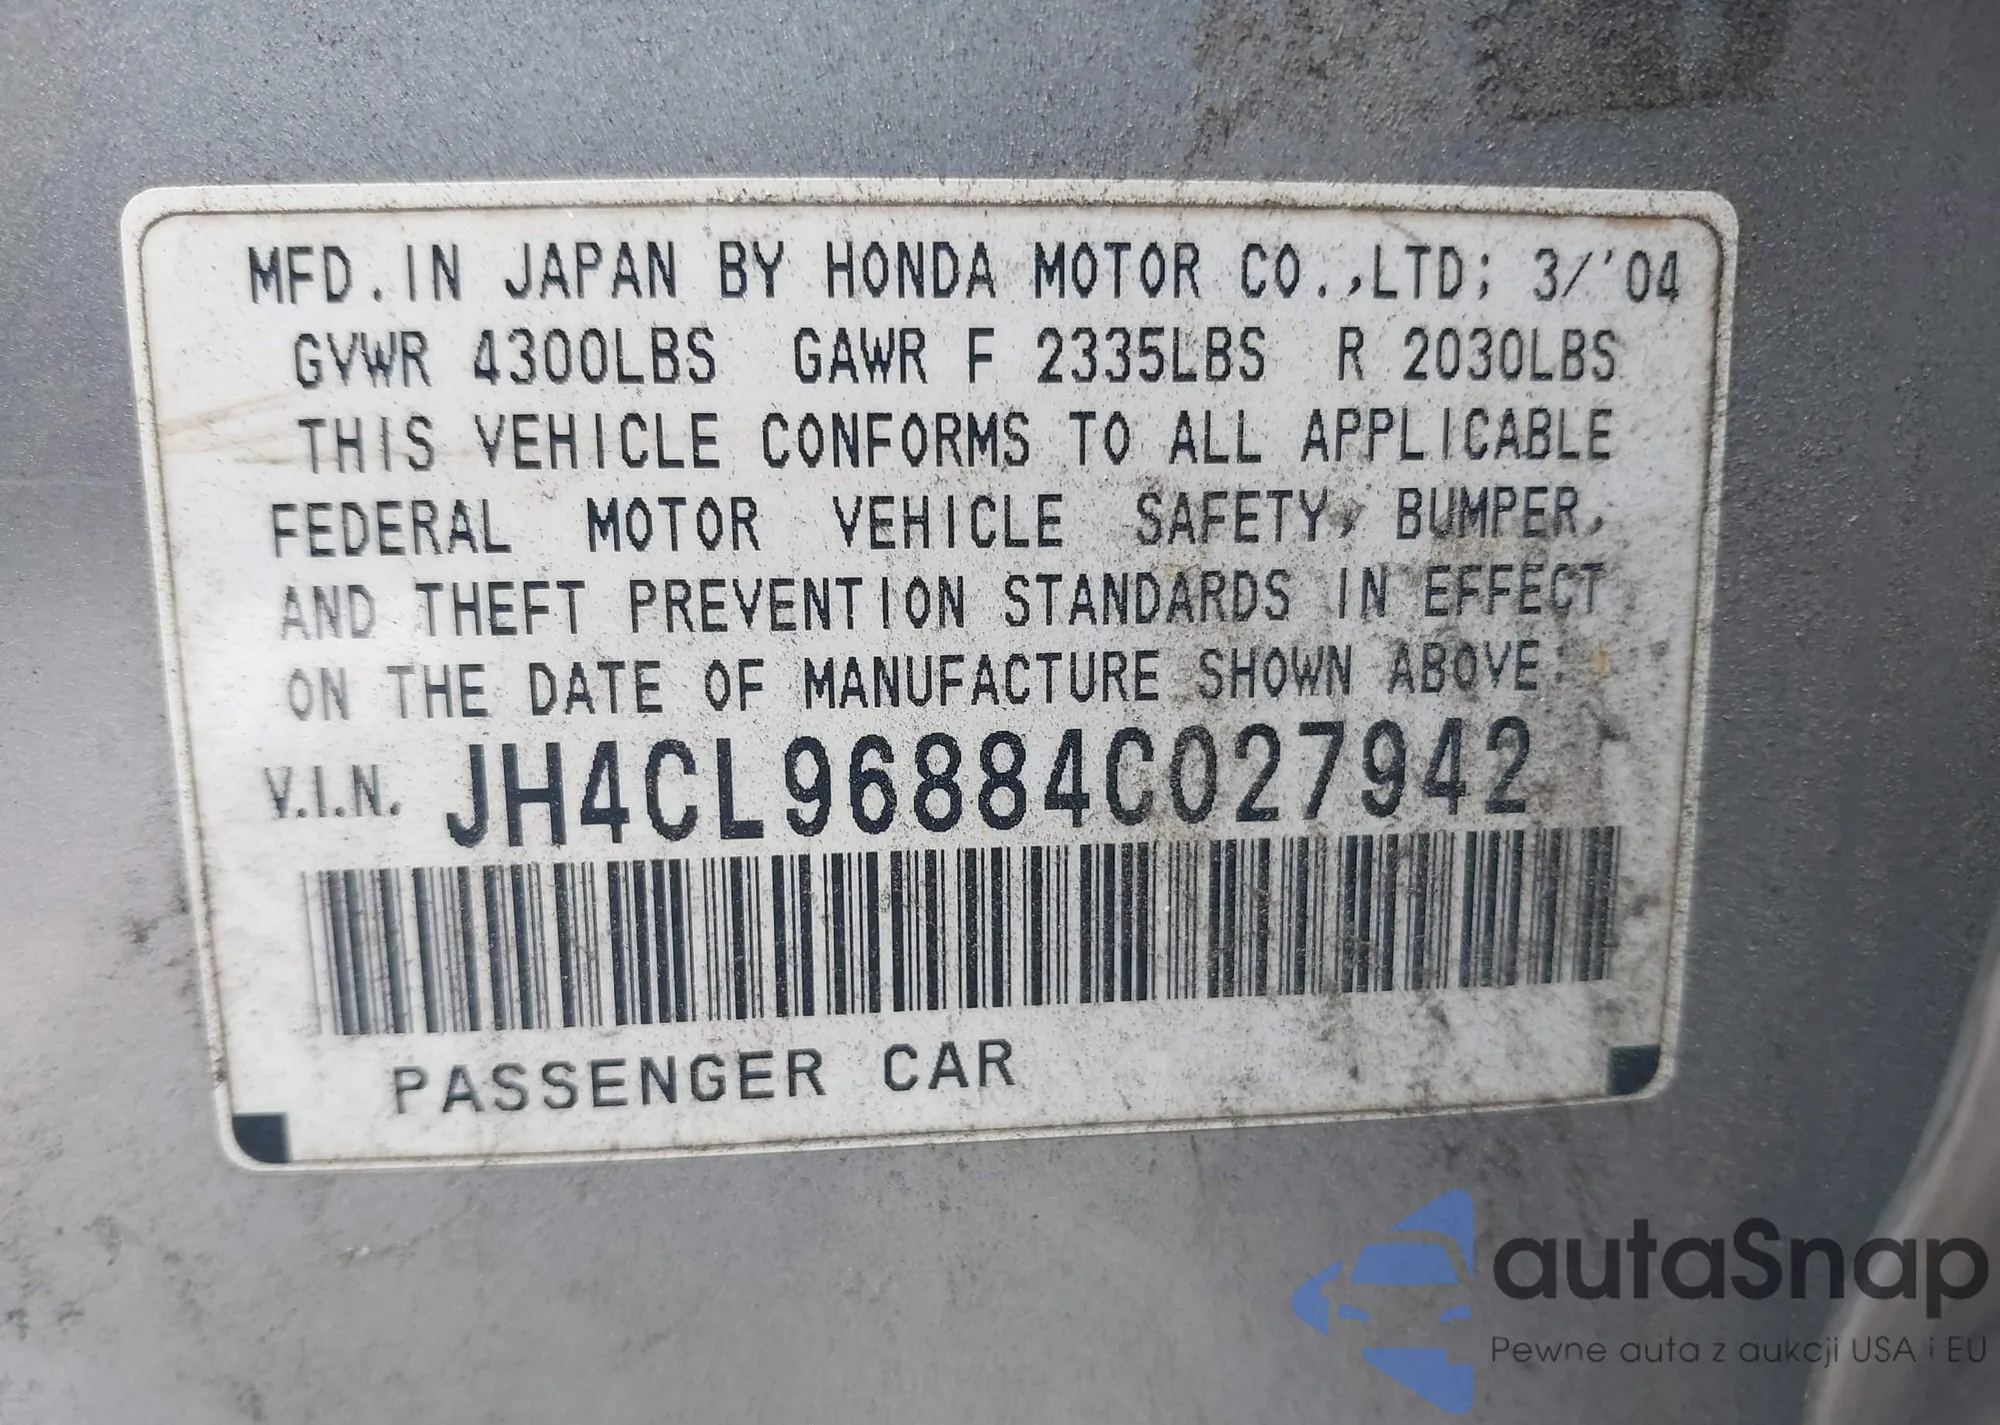 MFD. IN JAPAN BY HONDA MOTOR CO.,LTD; 3/'04
GVWR 4300LBS GAWR F 2335LBS R 2030LBS
THIS VEHICLE CONFORMS TO ALL APPLICABLE
FEDERAL MOTOR VEHICLE SAFETY, BUMPER,
AND THEFT PREVENTION STANDARDS IN EFFECT
ON THE DATE OF MANUFACTURE SHOWN ABOVE.
V.I.N. JH4CL96884C027942
PASSENGER CAR
autaSnap
Pewne auta z aukcji USA i EU